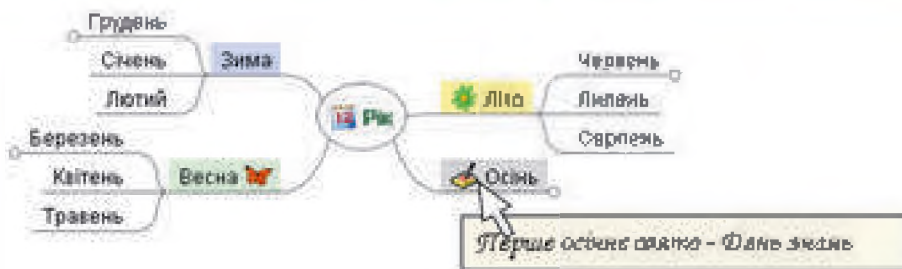 Грудень
Січень
Лютий
Зима
Березень
Квітень
Травень
Весна
Рік
Літо
Червень
Липень
Серпень
Осінь
Перше осіннє свято - День знань